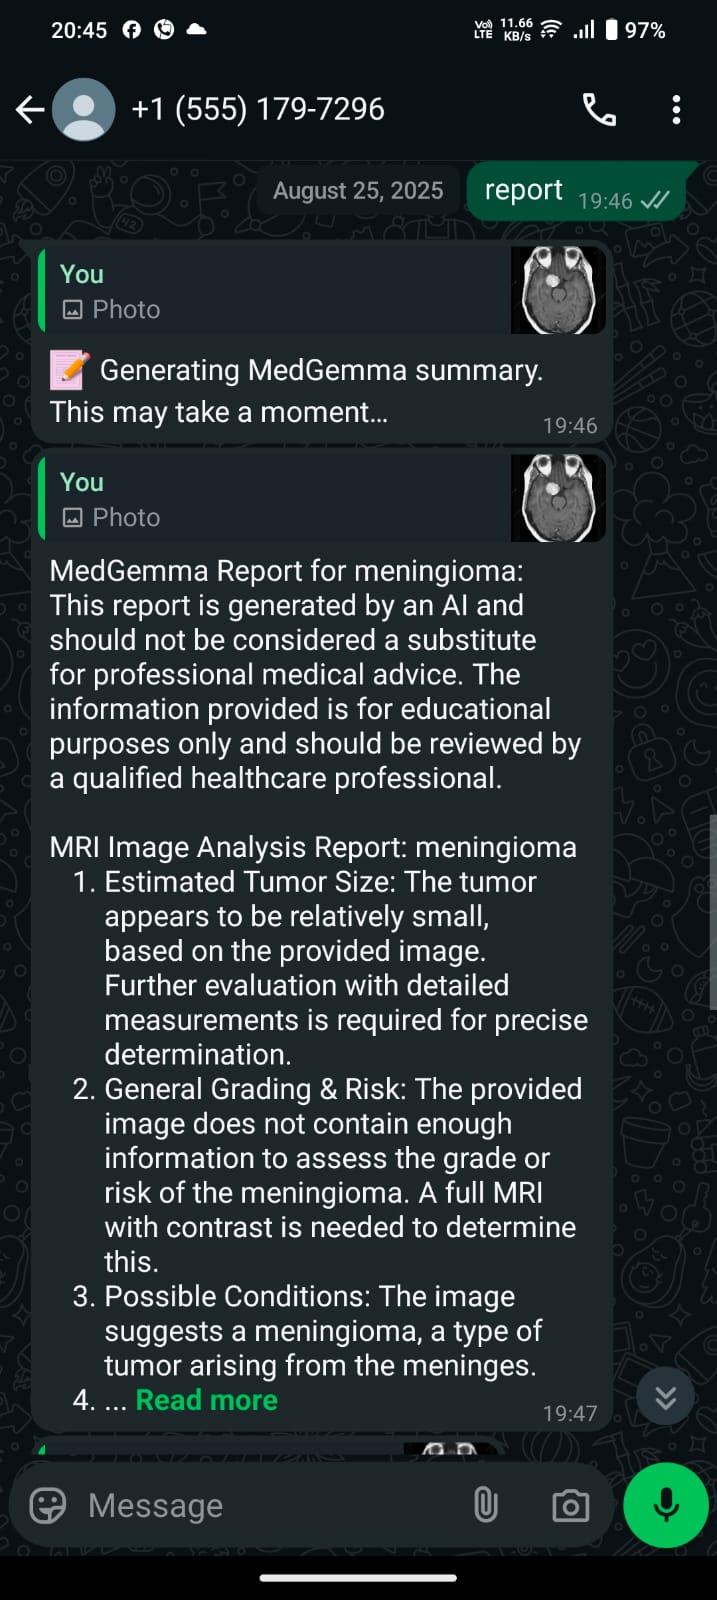 20:45
Vo) LTE 11.66 KB/s 97%
+1 (555) 179-7296
August 25, 2025
report 19:46
You
Photo
Generating MedGemma summary.
This may take a moment...
19:46
You
Photo
MedGemma Report for meningioma:
This report is generated by an AI and
should not be considered a substitute
for professional medical advice. The
information provided is for educational
purposes only and should be reviewed by
a qualified healthcare professional.
MRI Image Analysis Report: meningioma
1. Estimated Tumor Size: The tumor
appears to be relatively small,
based on the provided image.
Further evaluation with detailed
measurements is required for precise
determination.
2. General Grading & Risk: The provided
image does not contain enough
information to assess the grade or
risk of the meningioma. A full MRI
with contrast is needed to determine
this.
3. Possible Conditions: The image
suggests a meningioma, a type of
tumor arising from the meninges.
4. ... Read more
19:47
Message